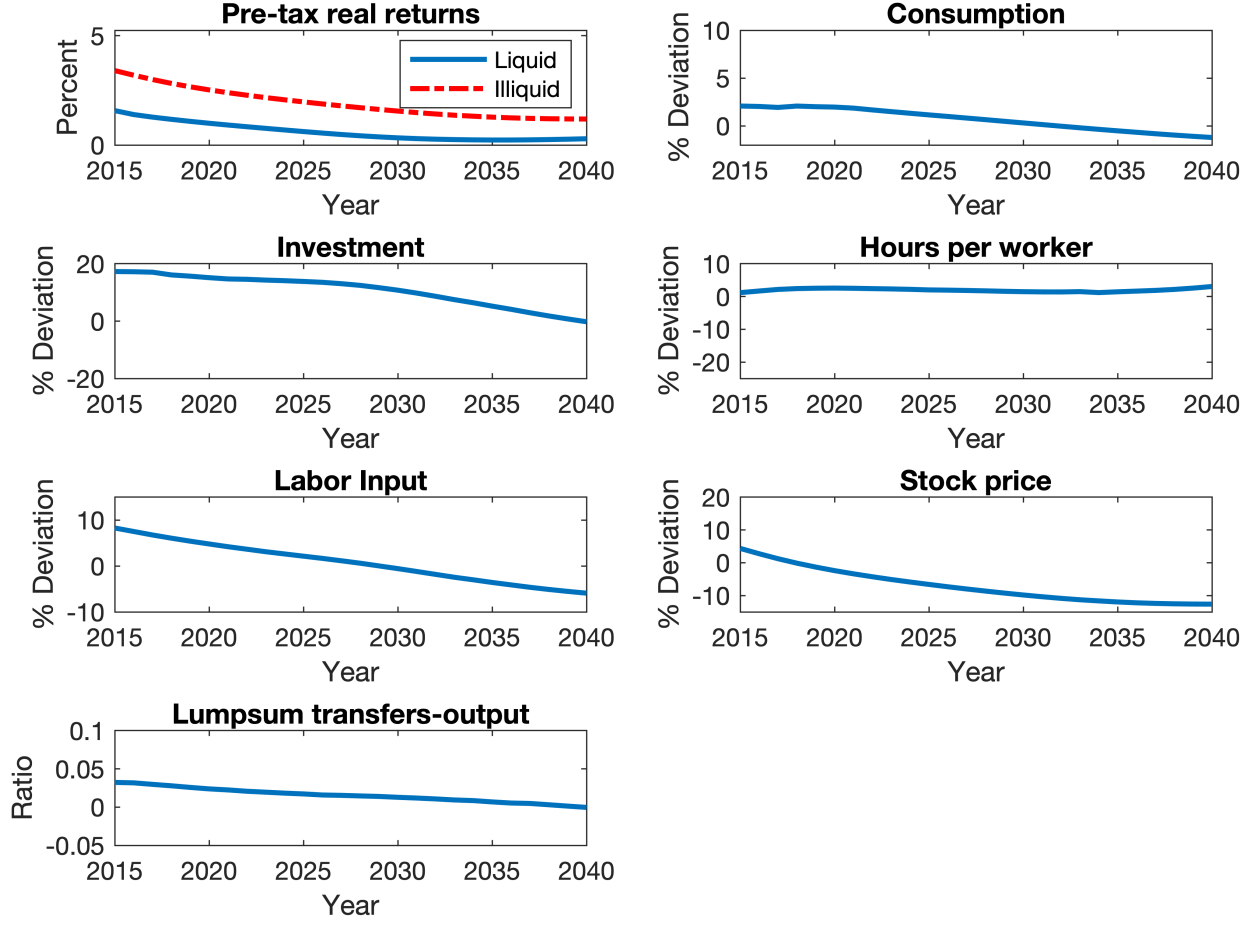 Pre-tax real returns
5
0
Percent
Liquid
Illiquid
2015 2020 2025 2030 2035 2040
Year
Consumption
10
5
0
% Deviation
2015 2020 2025 2030 2035 2040
Year
Investment
20
0
-20
% Deviation
2015 2020 2025 2030 2035 2040
Year
Hours per worker
10
0
-10
-20
% Deviation
2015 2020 2025 2030 2035 2040
Year
Labor Input
10
0
-10
% Deviation
2015 2020 2025 2030 2035 2040
Year
Stock price
20
10
0
-10
% Deviation
2015 2020 2025 2030 2035 2040
Year
Lumpsum transfers-output
0.1
0.05
0
-0.05
Ratio
2015 2020 2025 2030 2035 2040
Year